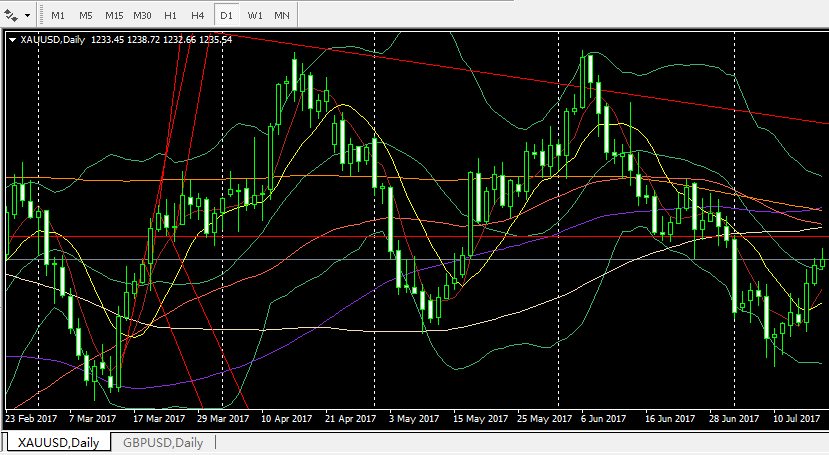 M1 M5 M15 M30 H1 H4 D1 W1 MN
XAUUSD,Daily 1233.45 1238.72 1232.66 1235.54
23 Feb 2017 7 Mar 2017 17 Mar 2017 29 Mar 2017 10 Apr 2017 21 Apr 2017 3 May 2017 15 May 2017 25 May 2017 6 Jun 2017 16 Jun 2017 28 Jun 2017 10 Jul 2017
XAUUSD,Daily GBPUSD,Daily